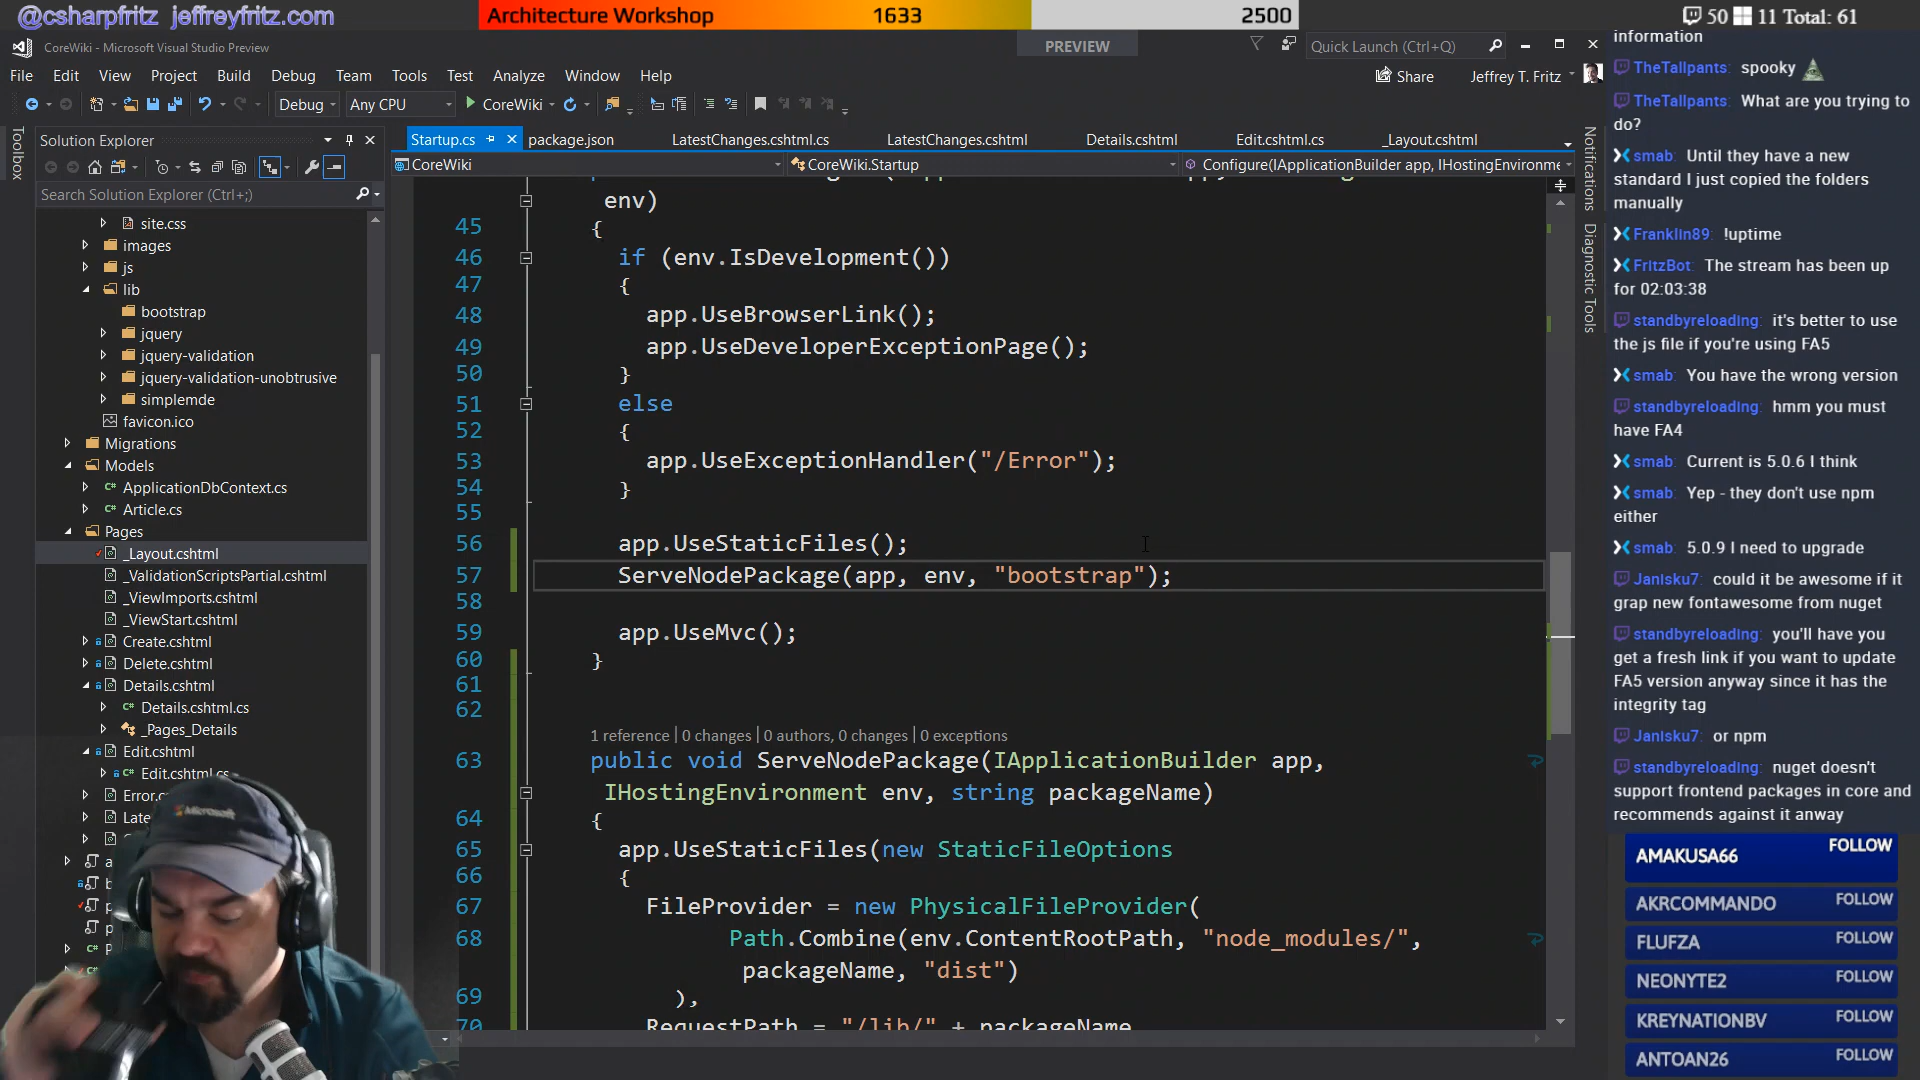 @csharpfritz jeffreyfritz.com
Architecture Workshop 1633 2500
50 11 Total: 61
CoreWiki - Microsoft Visual Studio Preview
PREVIEW
Quick Launch (Ctrl+Q)
File Edit View Project Build Debug Team Tools Test Analyze Window Help
Share
Jeffrey T. Fritz
Debug Any CPU CoreWiki
Toolbox
Solution Explorer
Search Solution Explorer (Ctrl+;)
site.css
images
js
lib
bootstrap
jquery
jquery-validation
jquery-validation-unobtrusive
simplemde
favicon.ico
Migrations
Models
ApplicationDbContext.cs
Article.cs
Pages
_Layout.cshtml
_ValidationScriptsPartial.cshtml
_ViewImports.cshtml
_ViewStart.cshtml
Create.cshtml
Delete.cshtml
Details.cshtml
Details.cshtml.cs
_Pages_Details
Edit.cshtml
Edit.cshtml.cs
Startup.cs package.json LatestChanges.cshtml.cs LatestChanges.cshtml Details.cshtml Edit.cshtml.cs _Layout.cshtml
CoreWiki CoreWiki.Startup Configure(IApplicationBuilder app, IHostingEnvironme
env)
45 {
46 if (env.IsDevelopment())
47 {
48 app.UseBrowserLink();
49 app.UseDeveloperExceptionPage();
50 }
51 else
52 {
53 app.UseExceptionHandler("/Error");
54 }
55
56 app.UseStaticFiles();
57 ServeNodePackage(app, env, "bootstrap");
58
59 app.UseMvc();
60 }
61
62
1 reference | 0 changes | 0 authors, 0 changes | 0 exceptions
63 public void ServeNodePackage(IApplicationBuilder app,
IHostingEnvironment env, string packageName)
64 {
65 app.UseStaticFiles(new StaticFileOptions
66 {
67 FileProvider = new PhysicalFileProvider(
68 Path.Combine(env.ContentRootPath, "node_modules/",
packageName, "dist")
69 ),
70 RequestPath = "/lib/" + packageName
Notifications
Diagnostic Tools
Microsoft
information
TheTallpants: spooky
TheTallpants: What are you trying to
do?
smab: Until they have a new
standard I just copied the folders
manually
Franklin89: !uptime
FritzBot: The stream has been up
for 02:03:38
standbyreloading: it's better to use
the js file if you're using FA5
smab: You have the wrong version
standbyreloading: hmm you must
have FA4
smab: Current is 5.0.6 I think
smab: Yep - they don't use npm
either
smab: 5.0.9 I need to upgrade
Janisku7: could it be awesome if it
grap new fontawesome from nuget
standbyreloading: you'll have you
get a fresh link if you want to update
FA5 version anyway since it has the
integrity tag
Janisku7: or npm
standbyreloading: nuget doesn't
support frontend packages in core and
recommends against it anway
AMAKUSA66 FOLLOW
AKRCOMMANDO FOLLOW
FLUFZA FOLLOW
NEONYTE2 FOLLOW
KREYNATIONBV FOLLOW
ANTOAN26 FOLLOW